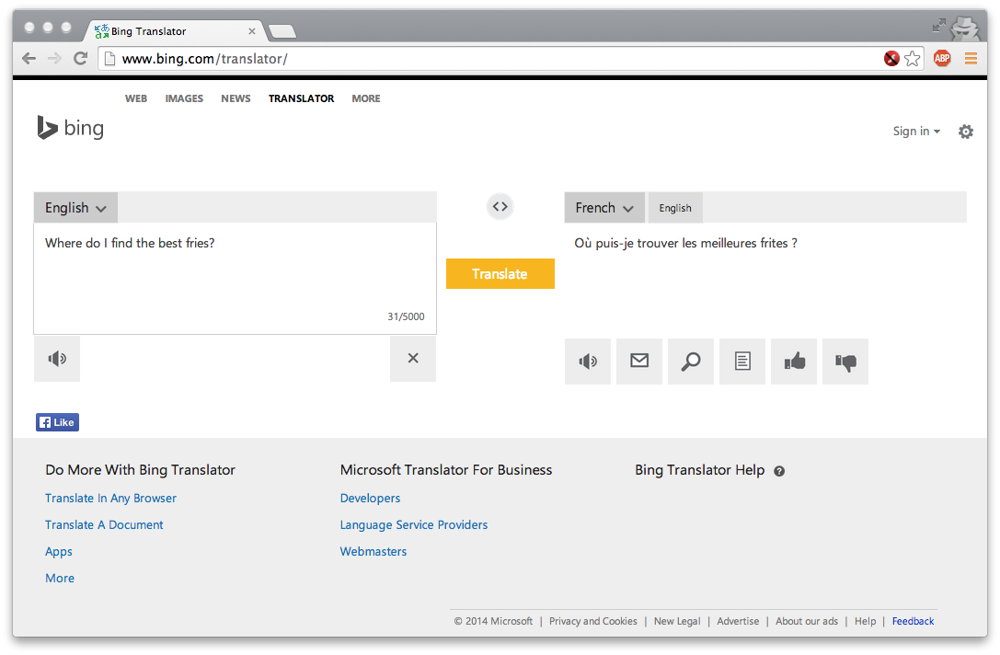 Bing Translator
www.bing.com/translator/
ABP
WEB IMAGES NEWS TRANSLATOR MORE
bing
Sign in
English
French English
Where do I find the best fries?
Où puis-je trouver les meilleures frites ?
Translate
31/5000
Like
Do More With Bing Translator
Translate In Any Browser
Translate A Document
Apps
More
Microsoft Translator For Business
Developers
Language Service Providers
Webmasters
Bing Translator Help
© 2014 Microsoft | Privacy and Cookies | New Legal | Advertise | About our ads | Help | Feedback